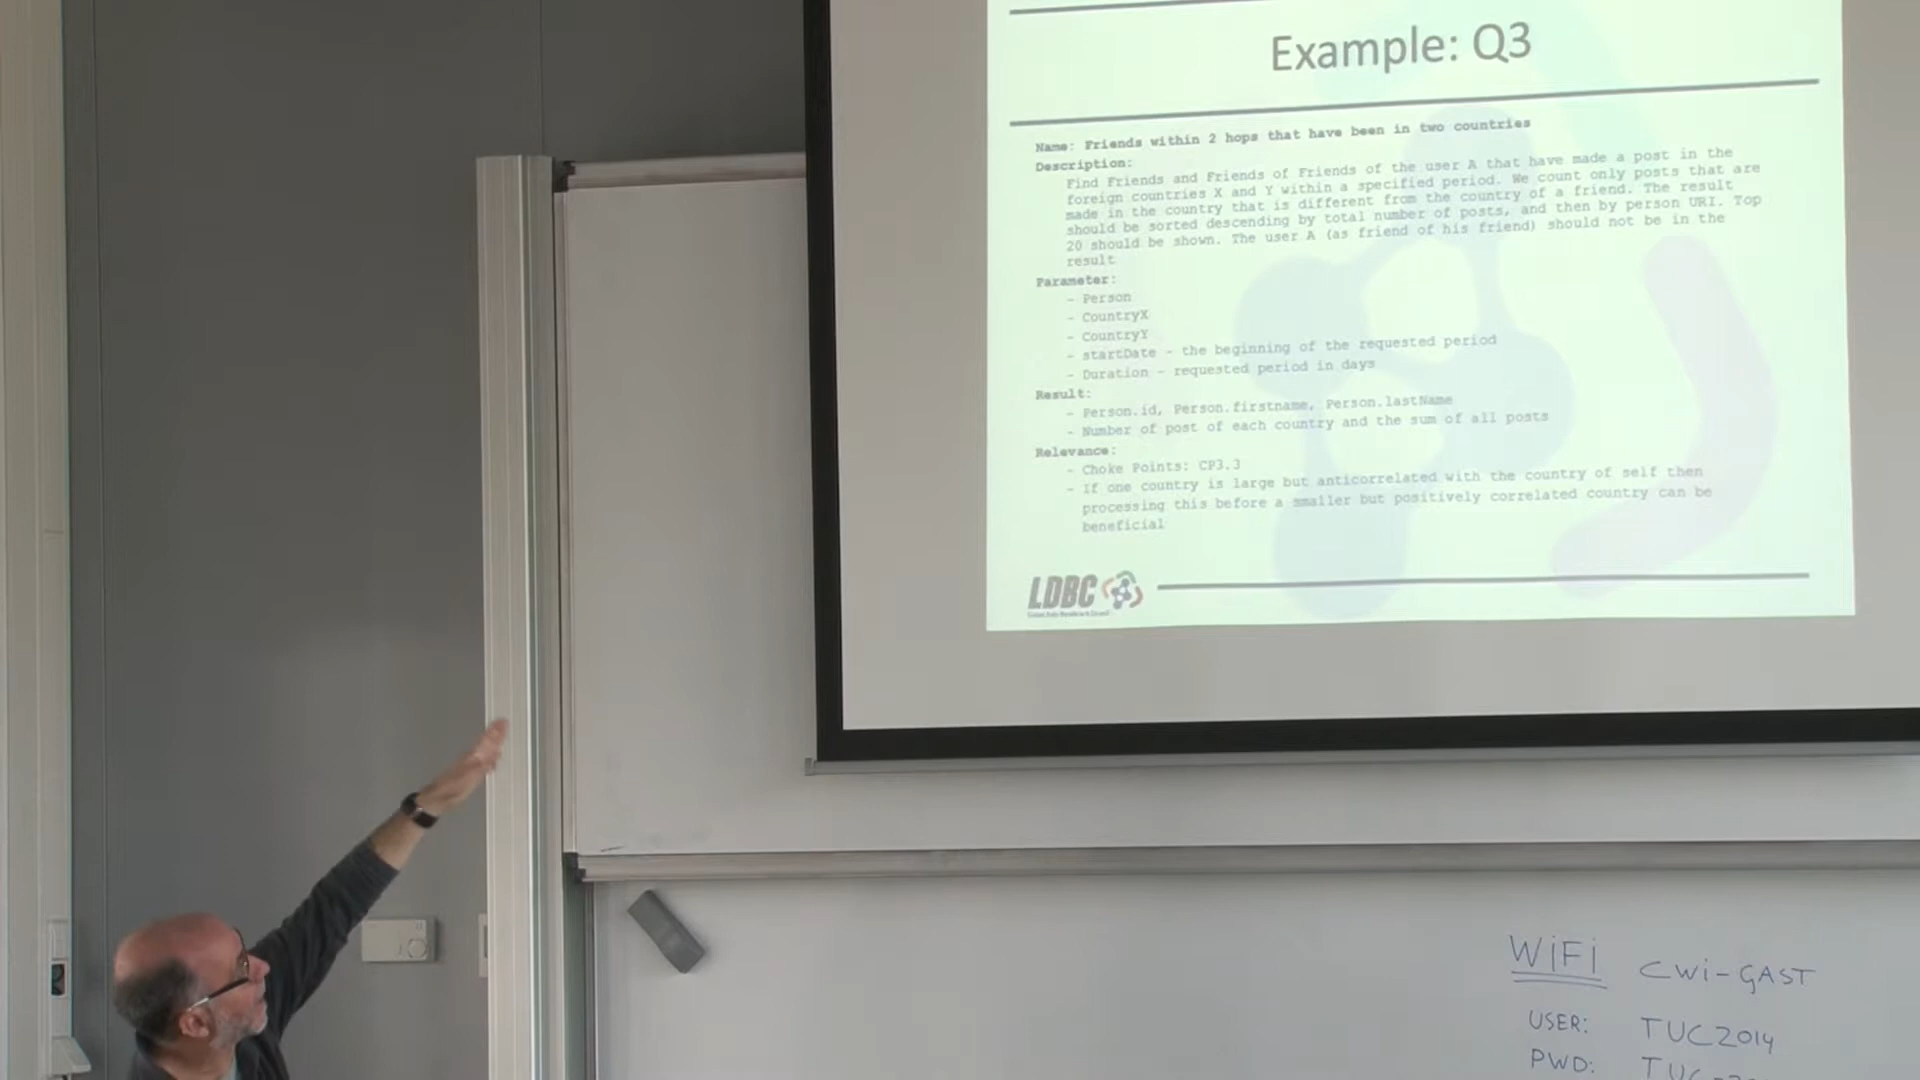 Example: Q3
Name: Friends within 2 hops that have been in two countries
Description:
Find Friends and Friends of Friends of the user A that have made a post in the
foreign countries X and Y within a specified period. We count only posts that are
made in the country that is different from the country of a friend. The result
should be sorted descending by total number of posts, and then by person URI. Top
20 should be shown. The user A (as friend of his friend) should not be in the
result
Parameter:
- Person
- CountryX
- CountryY
- startDate - the beginning of the requested period
- Duration - requested period in days
Result:
- Person.id, Person.firstname, Person.lastName
- Number of post of each country and the sum of all posts
Relevance:
- Choke Points: CP3.3
- If one country is large but anticorrelated with the country of self then
processing this before a smaller but positively correlated country can be
beneficial
LDBC
WiFi CWI-GAST
USER: TUC2014
PWD: